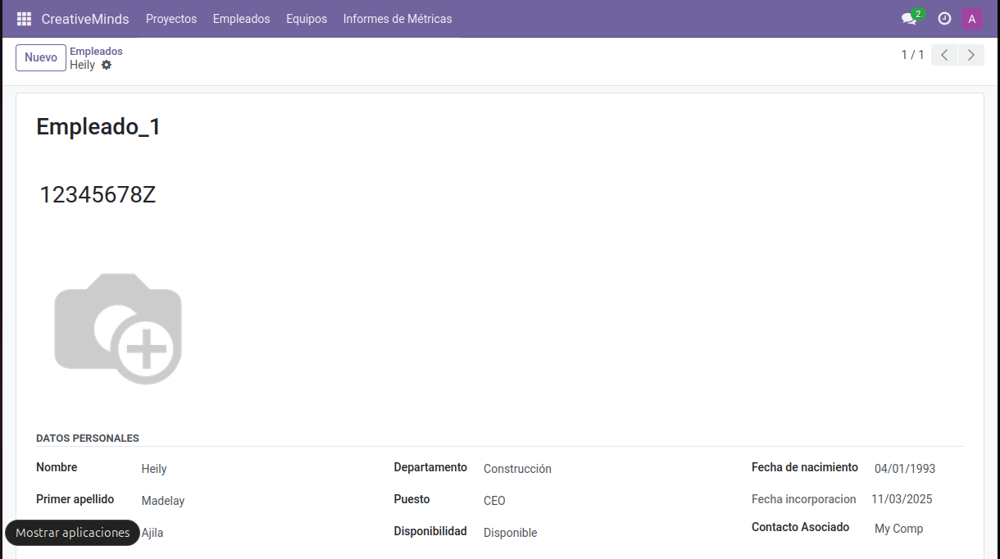 CreativeMinds Proyectos Empleados Equipos Informes de Métricas 2 A
Nuevo Empleados 1 / 1
Heily
Empleado_1
12345678Z
DATOS PERSONALES
Nombre Heily Departamento Construcción Fecha de nacimiento 04/01/1993
Primer apellido Madelay Puesto CEO Fecha incorporacion 11/03/2025
Mostrar aplicaciones Ajila Disponibilidad Disponible Contacto Asociado My Comp